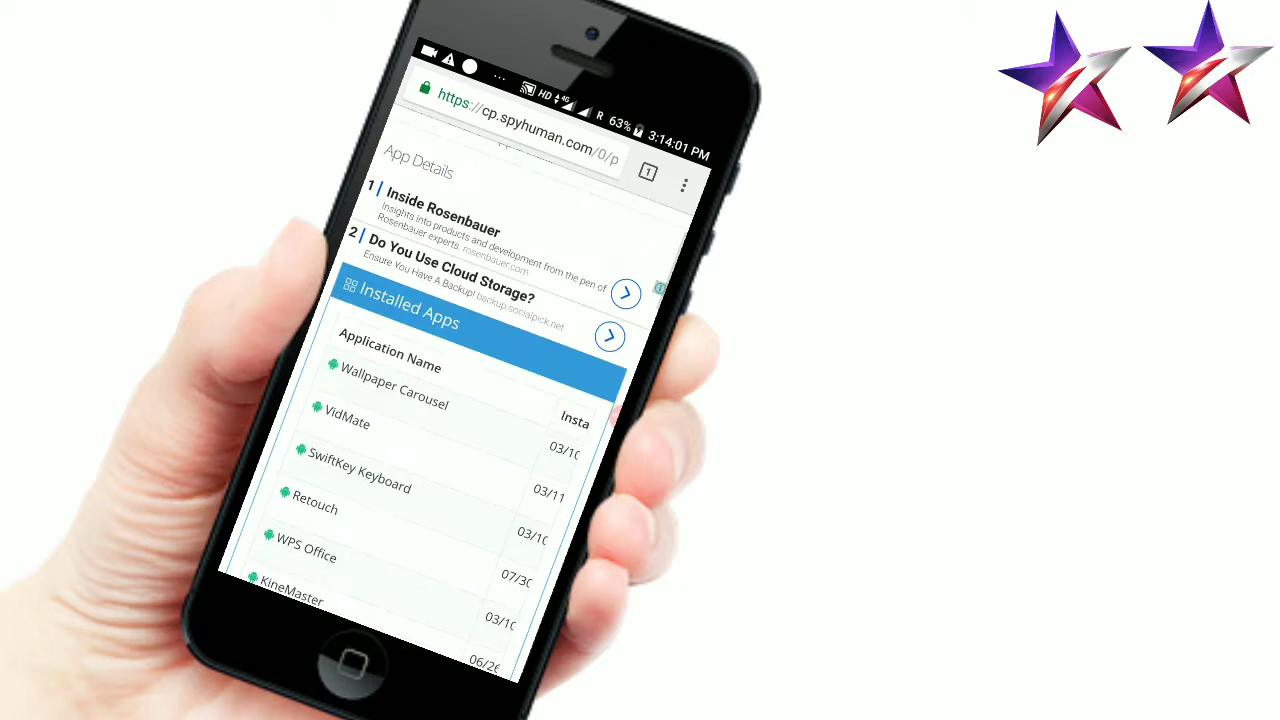 ... HD 4G R 63% 3:14:01 PM
https://cp.spyhuman.com/0/p
1
App Details
1 Inside Rosenbauer
Insights into products and development from the pen of
Rosenbauer experts. rosenbauer.com
2 Do You Use Cloud Storage?
Ensure You Have A Backup! backup.socialpick.net
Installed Apps
Application Name Insta
Wallpaper Carousel 03/10
VidMate 03/11
SwiftKey Keyboard 03/10
Retouch 07/30
WPS Office 03/10
KineMaster 06/26